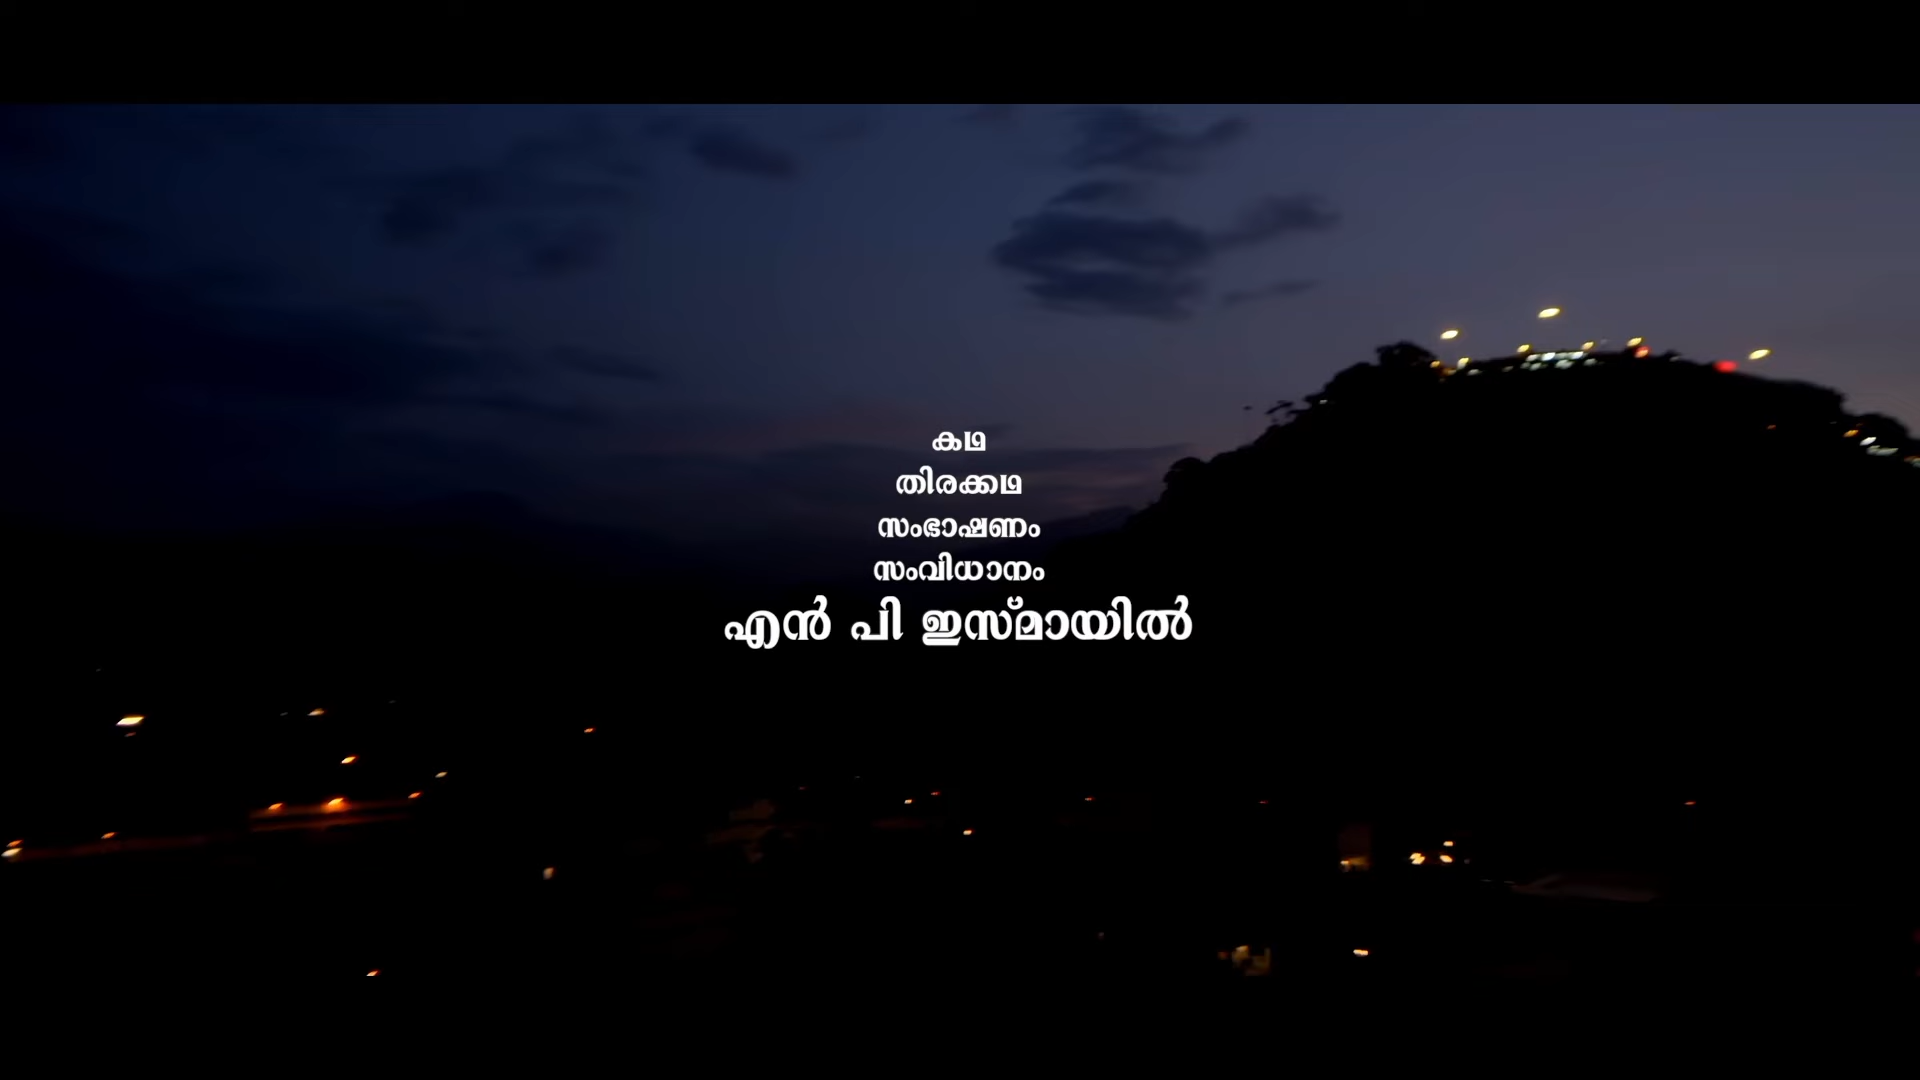 കഥ
തിരക്കഥ
സംഭാഷണം
സംവിധാനം
എൻ പി ഇസ്മായിൽ